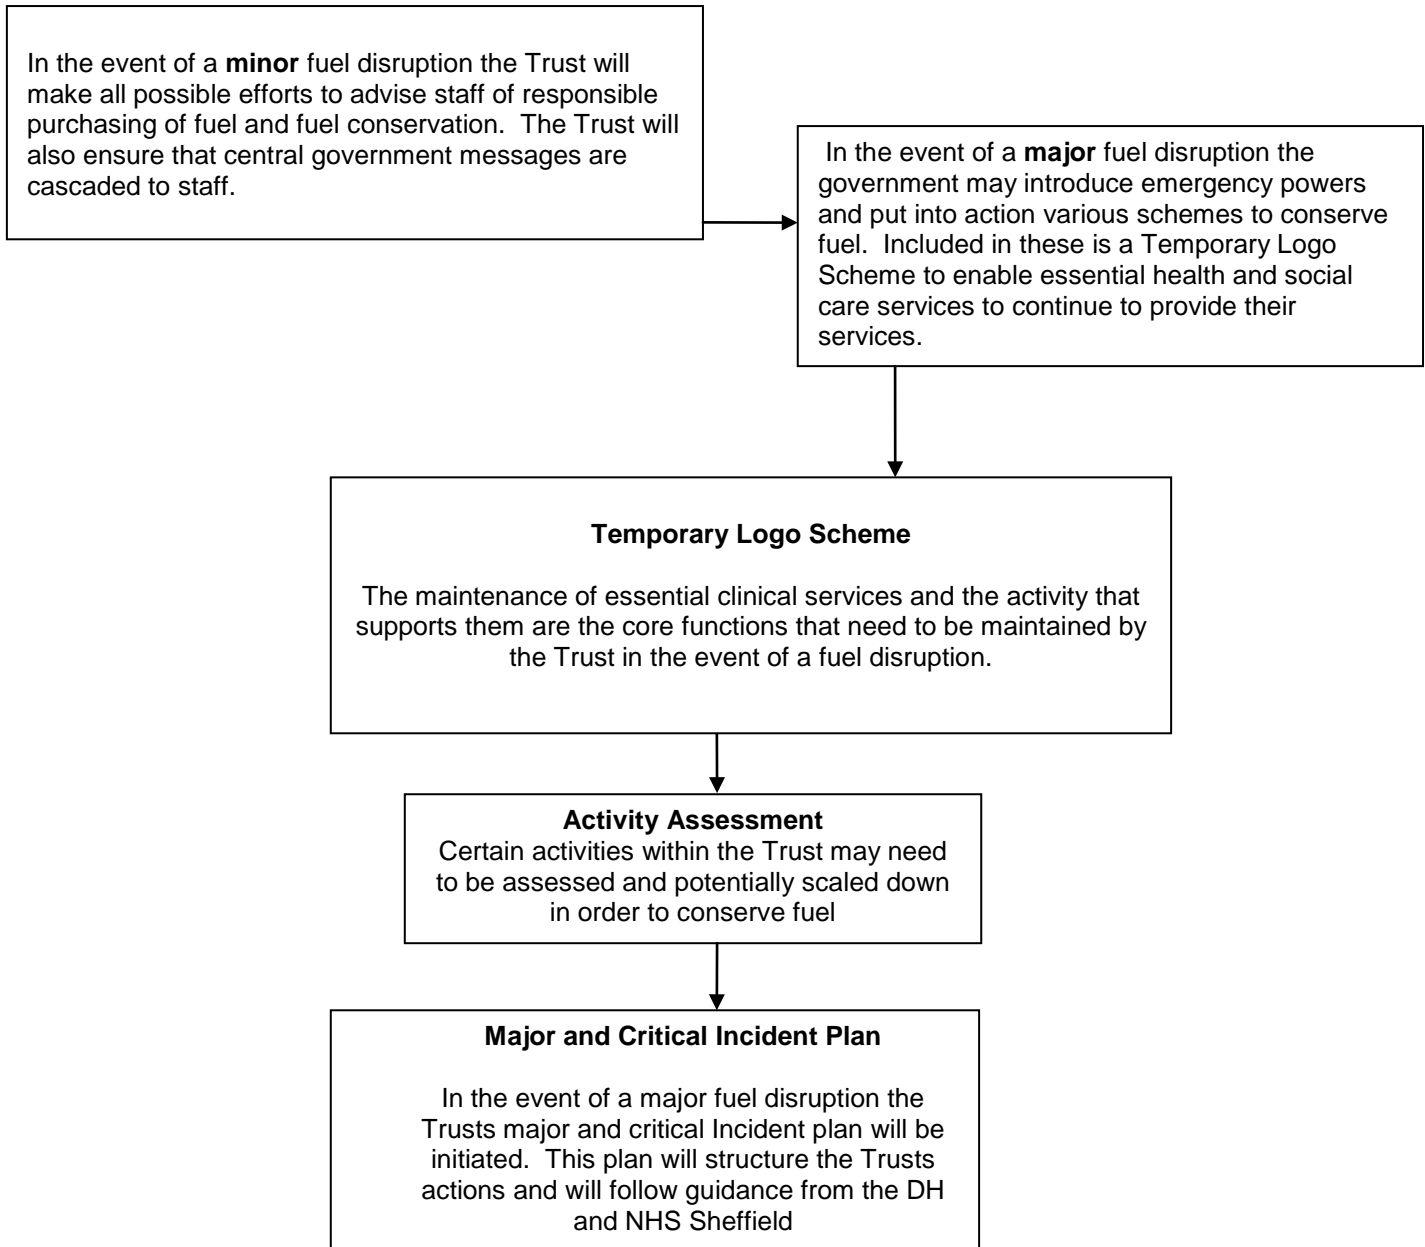 In the event of a minor fuel disruption the Trust will
make all possible efforts to advise staff of responsible
purchasing of fuel and fuel conservation.  The Trust will
also ensure that central government messages are
cascaded to staff.
In the event of a major fuel disruption the
government may introduce emergency powers
and put into action various schemes to conserve
fuel.  Included in these is a Temporary Logo
Scheme to enable essential health and social
care services to continue to provide their
services.
Temporary Logo Scheme
The maintenance of essential clinical services and the activity that
supports them are the core functions that need to be maintained by
the Trust in the event of a fuel disruption.
Activity Assessment
Certain activities within the Trust may need
to be assessed and potentially scaled down
in order to conserve fuel
Major and Critical Incident Plan
In the event of a major fuel disruption the
Trusts major and critical Incident plan will be
initiated.  This plan will structure the Trusts
actions and will follow guidance from the DH
and NHS Sheffield